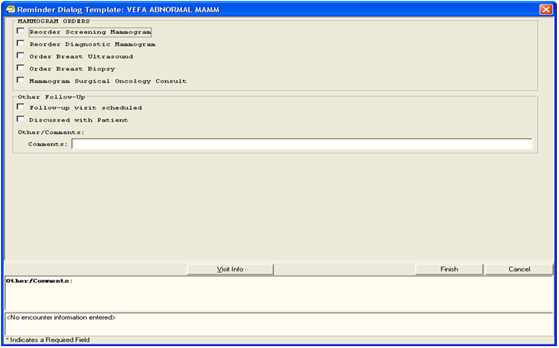 Reminder Dialog Template: VEFA ABNORMAL MAMM
MAMMOGRAM ORDERS
Reorder Screening Mammogram
Reorder Diagnostic Mammogram
Order Breast Ultrasound
Order Breast Biopsy
Mammogram Surgical Oncology Consult
Other Follow-Up
Follow-up visit scheduled
Discussed with Patient
Other/Comments:
Comments:
Visit Info Finish Cancel
Other/Comments:
<No encounter information entered>
* Indicates a Required Field